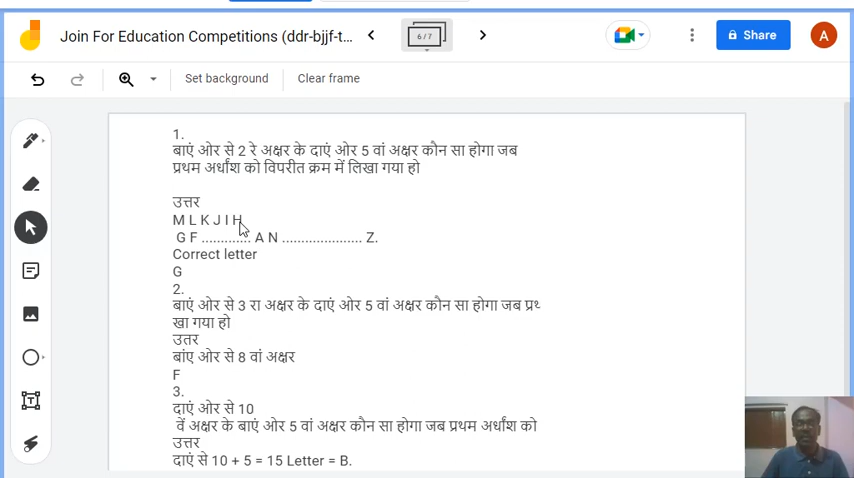 Join For Education Competitions (ddr-bjjf-t...
6/7
Share
A
Set background
Clear frame
1.
बाएं ओर से 2 रे अक्षर के दाएं ओर 5 वां अक्षर कौन सा होगा जब
प्रथम अर्धांश को विपरीत क्रम में लिखा गया हो
उत्तर
M L K J I H
G F ............. A N ..................... Z.
Correct letter
G
2.
बाएं ओर से 3 रा अक्षर के दाएं ओर 5 वां अक्षर कौन सा होगा जब
खा गया हो
उतर
बांए ओर से 8 वां अक्षर
F
3.
दाएं ओर से 10
वें अक्षर के बाएं ओर 5 वां अक्षर कौन सा होगा जब प्रथम अर्धांश को
उत्तर
दाएं से 10 + 5 = 15 Letter = B.